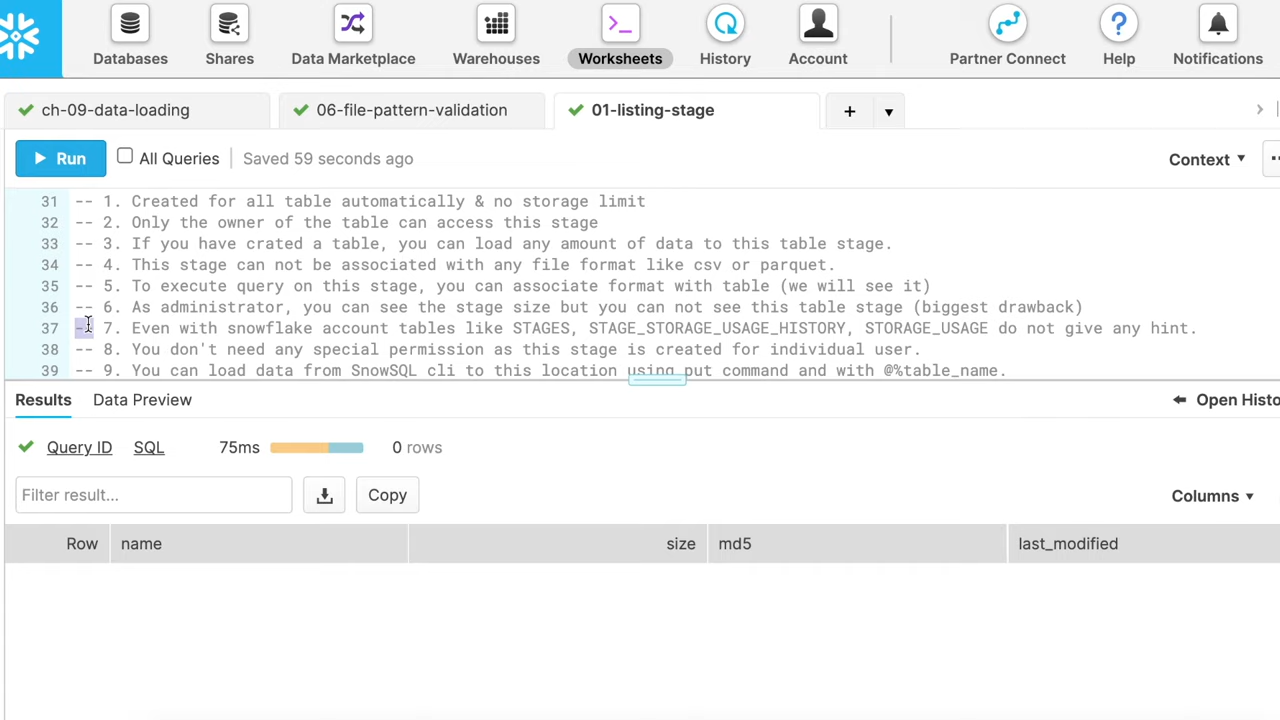 Databases Shares Data Marketplace Warehouses Worksheets History Account Partner Connect Help Notifications
ch-09-data-loading 06-file-pattern-validation 01-listing-stage + ▼
Run All Queries Saved 59 seconds ago Context
31 -- 1. Created for all table automatically & no storage limit
32 -- 2. Only the owner of the table can access this stage
33 -- 3. If you have crated a table, you can load any amount of data to this table stage.
34 -- 4. This stage can not be associated with any file format like csv or parquet.
35 -- 5. To execute query on this stage, you can associate format with table (we will see it)
36 -- 6. As administrator, you can see the stage size but you can not see this table stage (biggest drawback)
37 -- 7. Even with snowflake account tables like STAGES, STAGE_STORAGE_USAGE_HISTORY, STORAGE_USAGE do not give any hint.
38 -- 8. You don't need any special permission as this stage is created for individual user.
39 -- 9. You can load data from SnowSQL cli to this location using put command and with @%table_name.
Results Data Preview Open Histo
Query ID SQL 75ms 0 rows
Filter result... Copy Columns
Row name size md5 last_modified